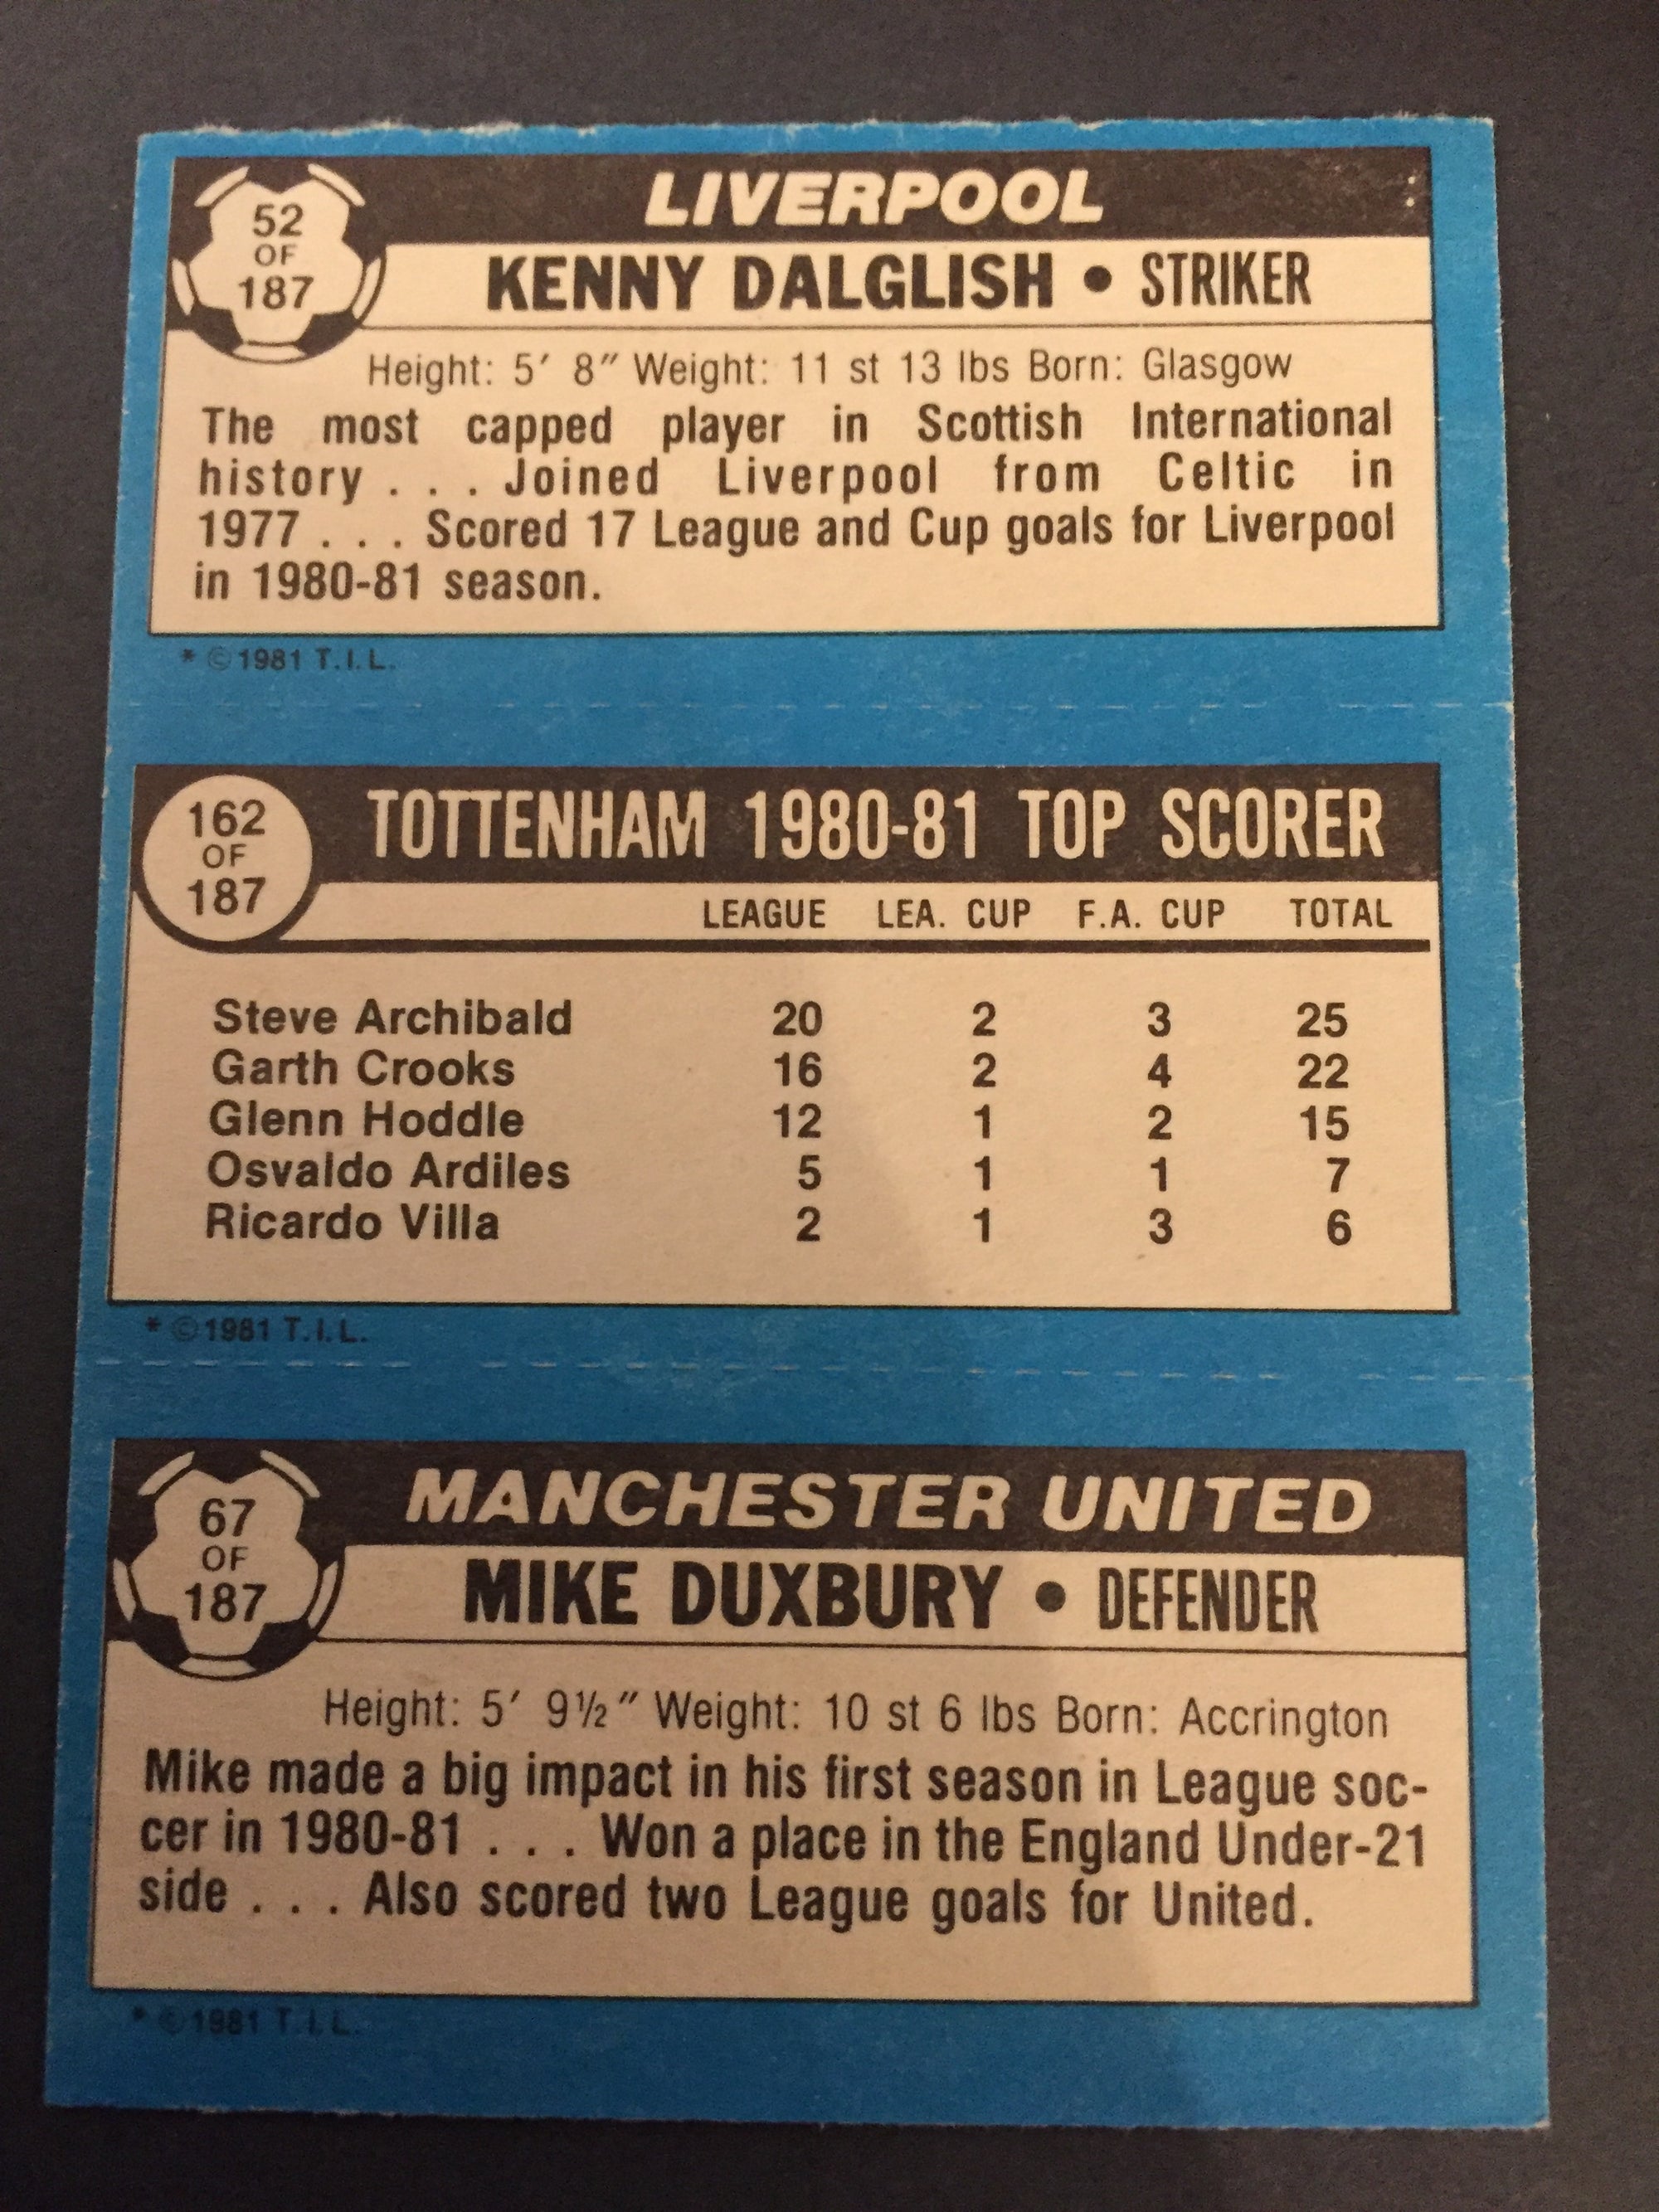 LIVERPOOL
52
OF
187
KENNY DALGLISH • STRIKER
Height: 5′ 8″ Weight: 11 st 13 lbs Born: Glasgow
The most capped player in Scottish International
history . . . Joined Liverpool from Celtic in
1977 . . . Scored 17 League and Cup goals for Liverpool
in 1980-81 season.
* ©1981 T.I.L.
162
OF
187
TOTTENHAM 1980-81 TOP SCORER
LEAGUE LEA. CUP F.A. CUP TOTAL
Steve Archibald 20 2 3 25
Garth Crooks 16 2 4 22
Glenn Hoddle 12 1 2 15
Osvaldo Ardiles 5 1 1 7
Ricardo Villa 2 1 3 6
* ©1981 T.I.L.
67
OF
187
MANCHESTER UNITED
MIKE DUXBURY • DEFENDER
Height: 5′ 9½″ Weight: 10 st 6 lbs Born: Accrington
Mike made a big impact in his first season in League soc-
cer in 1980-81 . . . Won a place in the England Under-21
side . . . Also scored two League goals for United.
* ©1981 T.I.L.